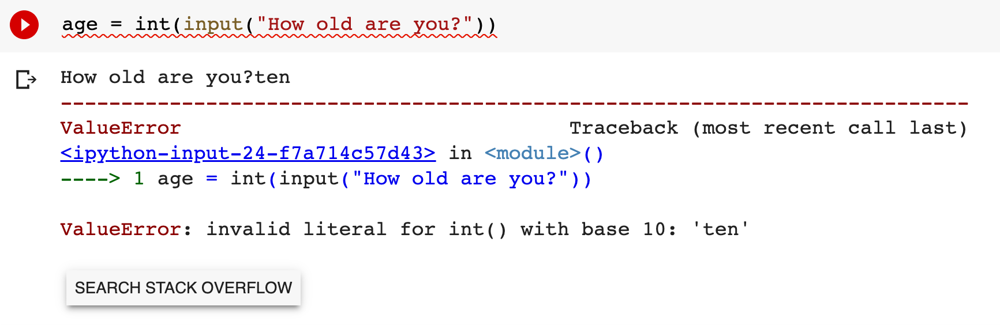 age = int(input("How old are you?"))
How old are you?ten
---------------------------------------------------------------------------
ValueError Traceback (most recent call last)
<ipython-input-24-f7a714c57d43> in <module>()
----> 1 age = int(input("How old are you?"))
ValueError: invalid literal for int() with base 10: 'ten'
SEARCH STACK OVERFLOW